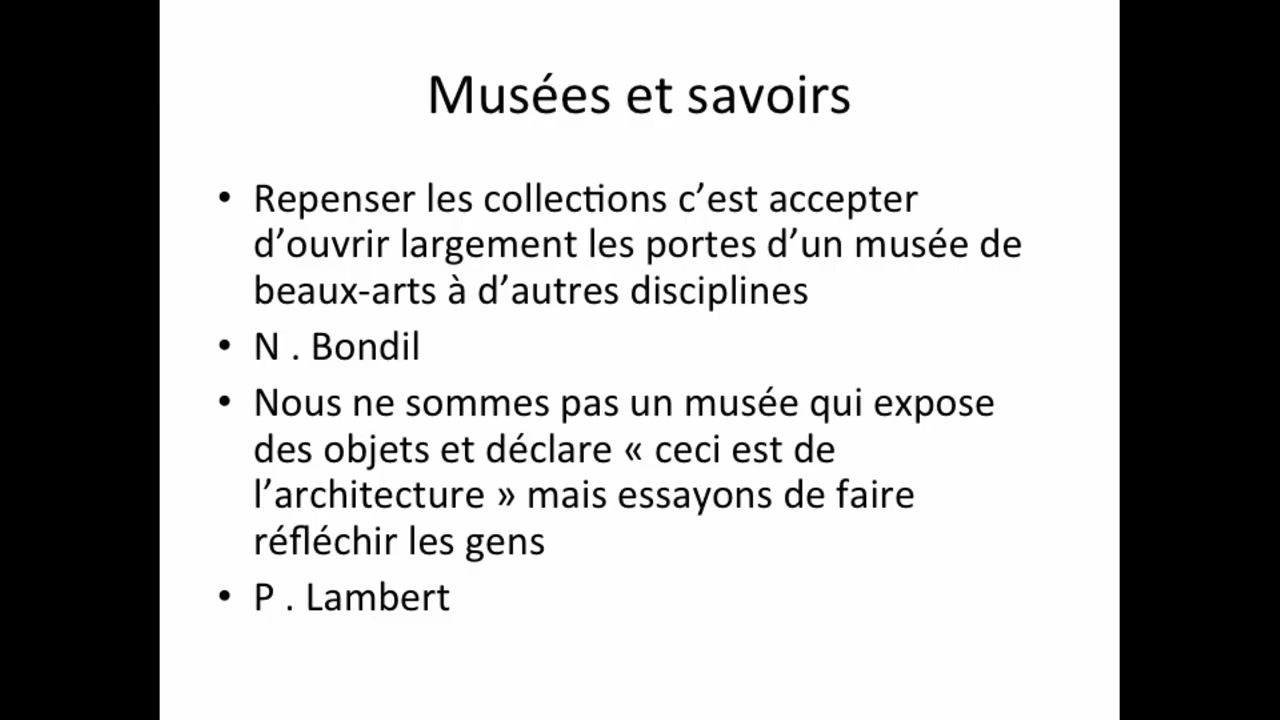 Musées et savoirs
• Repenser les collections c’est accepter
d’ouvrir largement les portes d’un musée de
beaux-arts à d’autres disciplines
• N . Bondil
• Nous ne sommes pas un musée qui expose
des objets et déclare « ceci est de
l’architecture » mais essayons de faire
réfléchir les gens
• P . Lambert